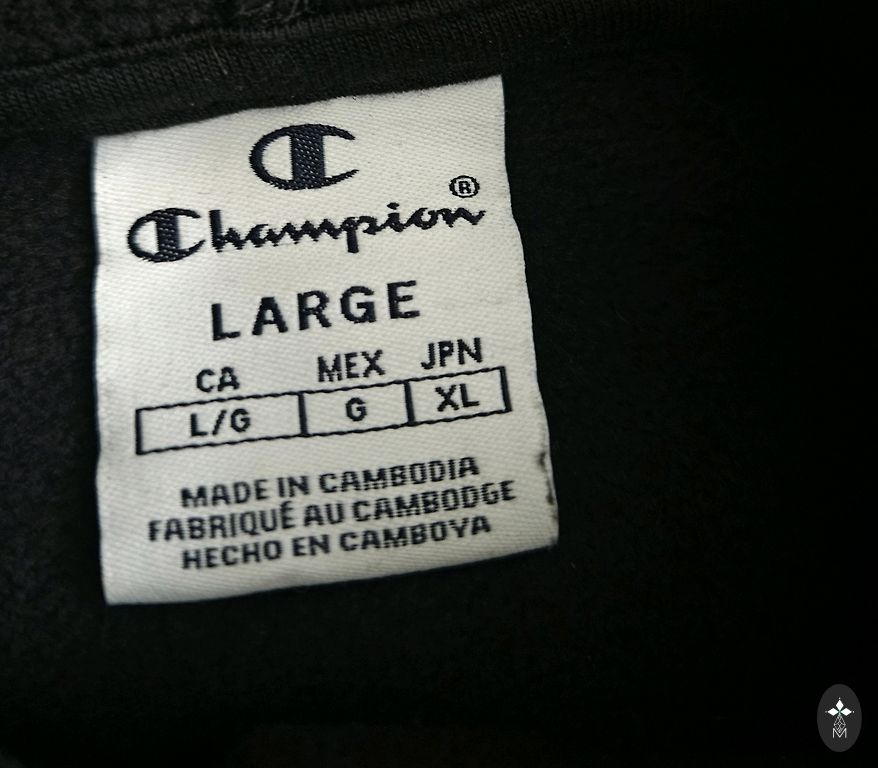 Champion®
LARGE
CA MEX JPN
L/G G XL
MADE IN CAMBODIA
FABRIQUÉ AU CAMBODGE
HECHO EN CAMBOYA
M